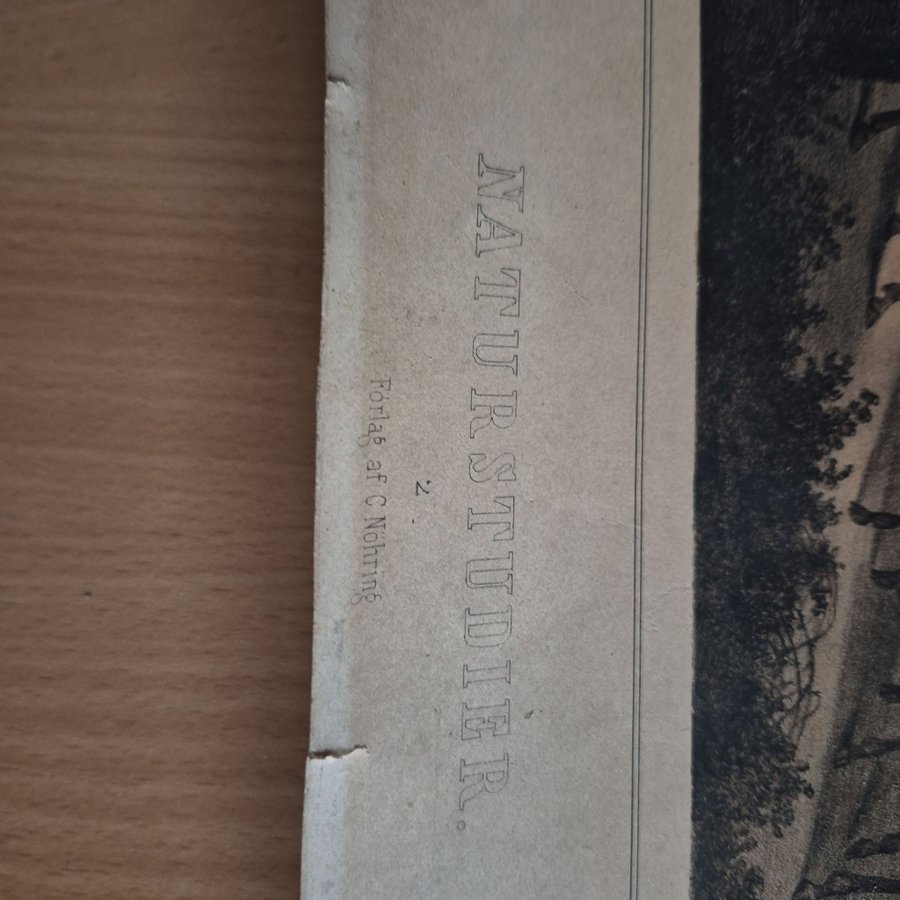 NATURSTUDIER.
2.
Förlag af C Nöhring